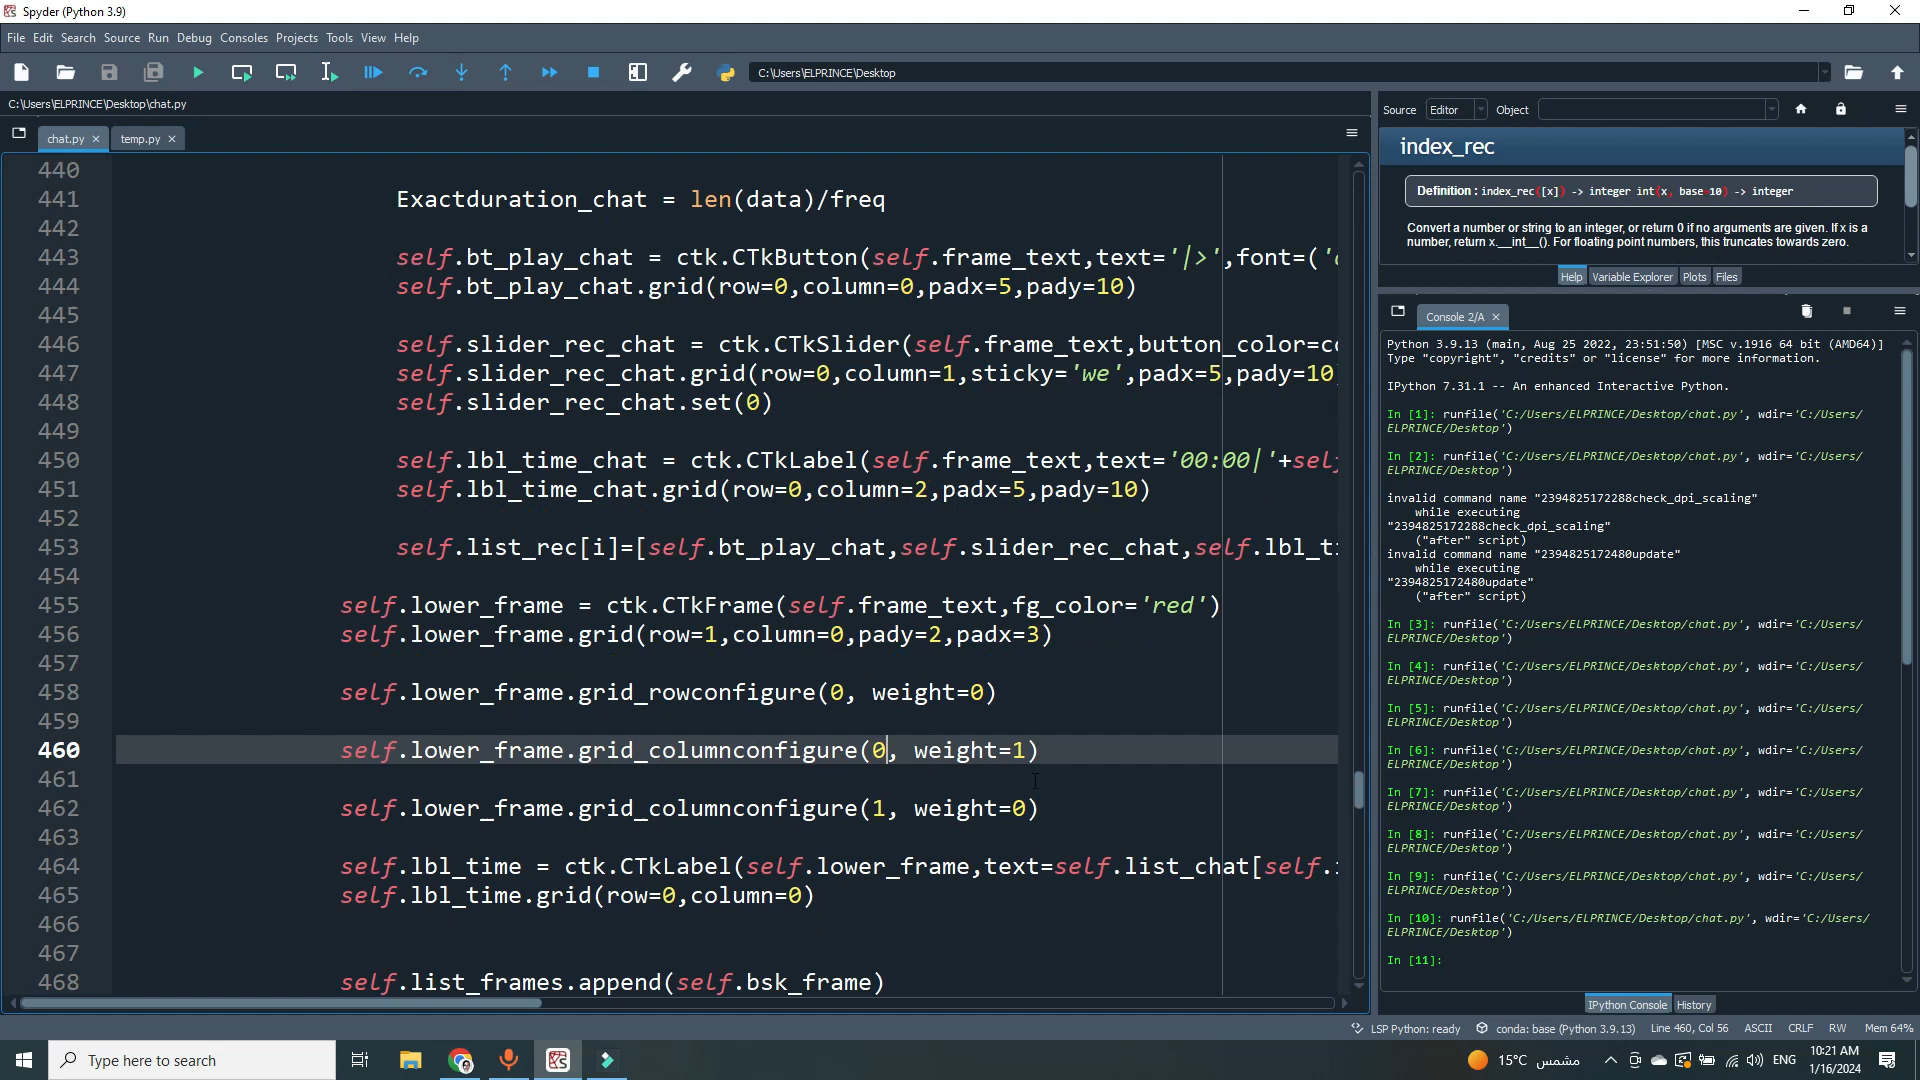 Spyder (Python 3.9)
File Edit Search Source Run Debug Consoles Projects Tools View Help
C:\Users\ELPRINCE\Desktop
C:\Users\ELPRINCE\Desktop\chat.py
chat.py
temp.py
440
441 Exactduration_chat = len(data)/freq
442
443 self.bt_play_chat = ctk.CTkButton(self.frame_text,text='|>',font=('
444 self.bt_play_chat.grid(row=0,column=0,padx=5,pady=10)
445
446 self.slider_rec_chat = ctk.CTkSlider(self.frame_text,button_color=
447 self.slider_rec_chat.grid(row=0,column=1,sticky='we',padx=5,pady=10
448 self.slider_rec_chat.set(0)
449
450 self.lbl_time_chat = ctk.CTkLabel(self.frame_text,text='00:00|'+sel
451 self.lbl_time_chat.grid(row=0,column=2,padx=5,pady=10)
452
453 self.list_rec[i]=[self.bt_play_chat,self.slider_rec_chat,self.lbl_t
454
455 self.lower_frame = ctk.CTkFrame(self.frame_text,fg_color='red')
456 self.lower_frame.grid(row=1,column=0,pady=2,padx=3)
457
458 self.lower_frame.grid_rowconfigure(0, weight=0)
459
460 self.lower_frame.grid_columnconfigure(0, weight=1)
461
462 self.lower_frame.grid_columnconfigure(1, weight=0)
463
464 self.lbl_time = ctk.CTkLabel(self.lower_frame,text=self.list_chat[self.
465 self.lbl_time.grid(row=0,column=0)
466
467
468 self.list_frames.append(self.bsk_frame)
Source Editor Object
index_rec
Definition : index_rec([x]) -> integer int(x, base=10) -> integer
Convert a number or string to an integer, or return 0 if no arguments are given. If x is a
number, return x.__int__(). For floating point numbers, this truncates towards zero.
Help Variable Explorer Plots Files
Console 2/A
Python 3.9.13 (main, Aug 25 2022, 23:51:50) [MSC v.1916 64 bit (AMD64)]
Type "copyright", "credits" or "license" for more information.
IPython 7.31.1 -- An enhanced Interactive Python.
In [1]: runfile('C:/Users/ELPRINCE/Desktop/chat.py', wdir='C:/Users/
ELPRINCE/Desktop')
In [2]: runfile('C:/Users/ELPRINCE/Desktop/chat.py', wdir='C:/Users/
ELPRINCE/Desktop')
invalid command name "2394825172288check_dpi_scaling"
while executing
"2394825172288check_dpi_scaling"
("after" script)
invalid command name "2394825172480update"
while executing
"2394825172480update"
("after" script)
In [3]: runfile('C:/Users/ELPRINCE/Desktop/chat.py', wdir='C:/Users/
ELPRINCE/Desktop')
In [4]: runfile('C:/Users/ELPRINCE/Desktop/chat.py', wdir='C:/Users/
ELPRINCE/Desktop')
In [5]: runfile('C:/Users/ELPRINCE/Desktop/chat.py', wdir='C:/Users/
ELPRINCE/Desktop')
In [6]: runfile('C:/Users/ELPRINCE/Desktop/chat.py', wdir='C:/Users/
ELPRINCE/Desktop')
In [7]: runfile('C:/Users/ELPRINCE/Desktop/chat.py', wdir='C:/Users/
ELPRINCE/Desktop')
In [8]: runfile('C:/Users/ELPRINCE/Desktop/chat.py', wdir='C:/Users/
ELPRINCE/Desktop')
In [9]: runfile('C:/Users/ELPRINCE/Desktop/chat.py', wdir='C:/Users/
ELPRINCE/Desktop')
In [10]: runfile('C:/Users/ELPRINCE/Desktop/chat.py', wdir='C:/Users/
ELPRINCE/Desktop')
In [11]:
IPython Console History
LSP Python: ready conda: base (Python 3.9.13) Line 460, Col 56 ASCII CRLF RW Mem 64%
Type here to search
15°C مشمس
ENG
10:21 AM
1/16/2024